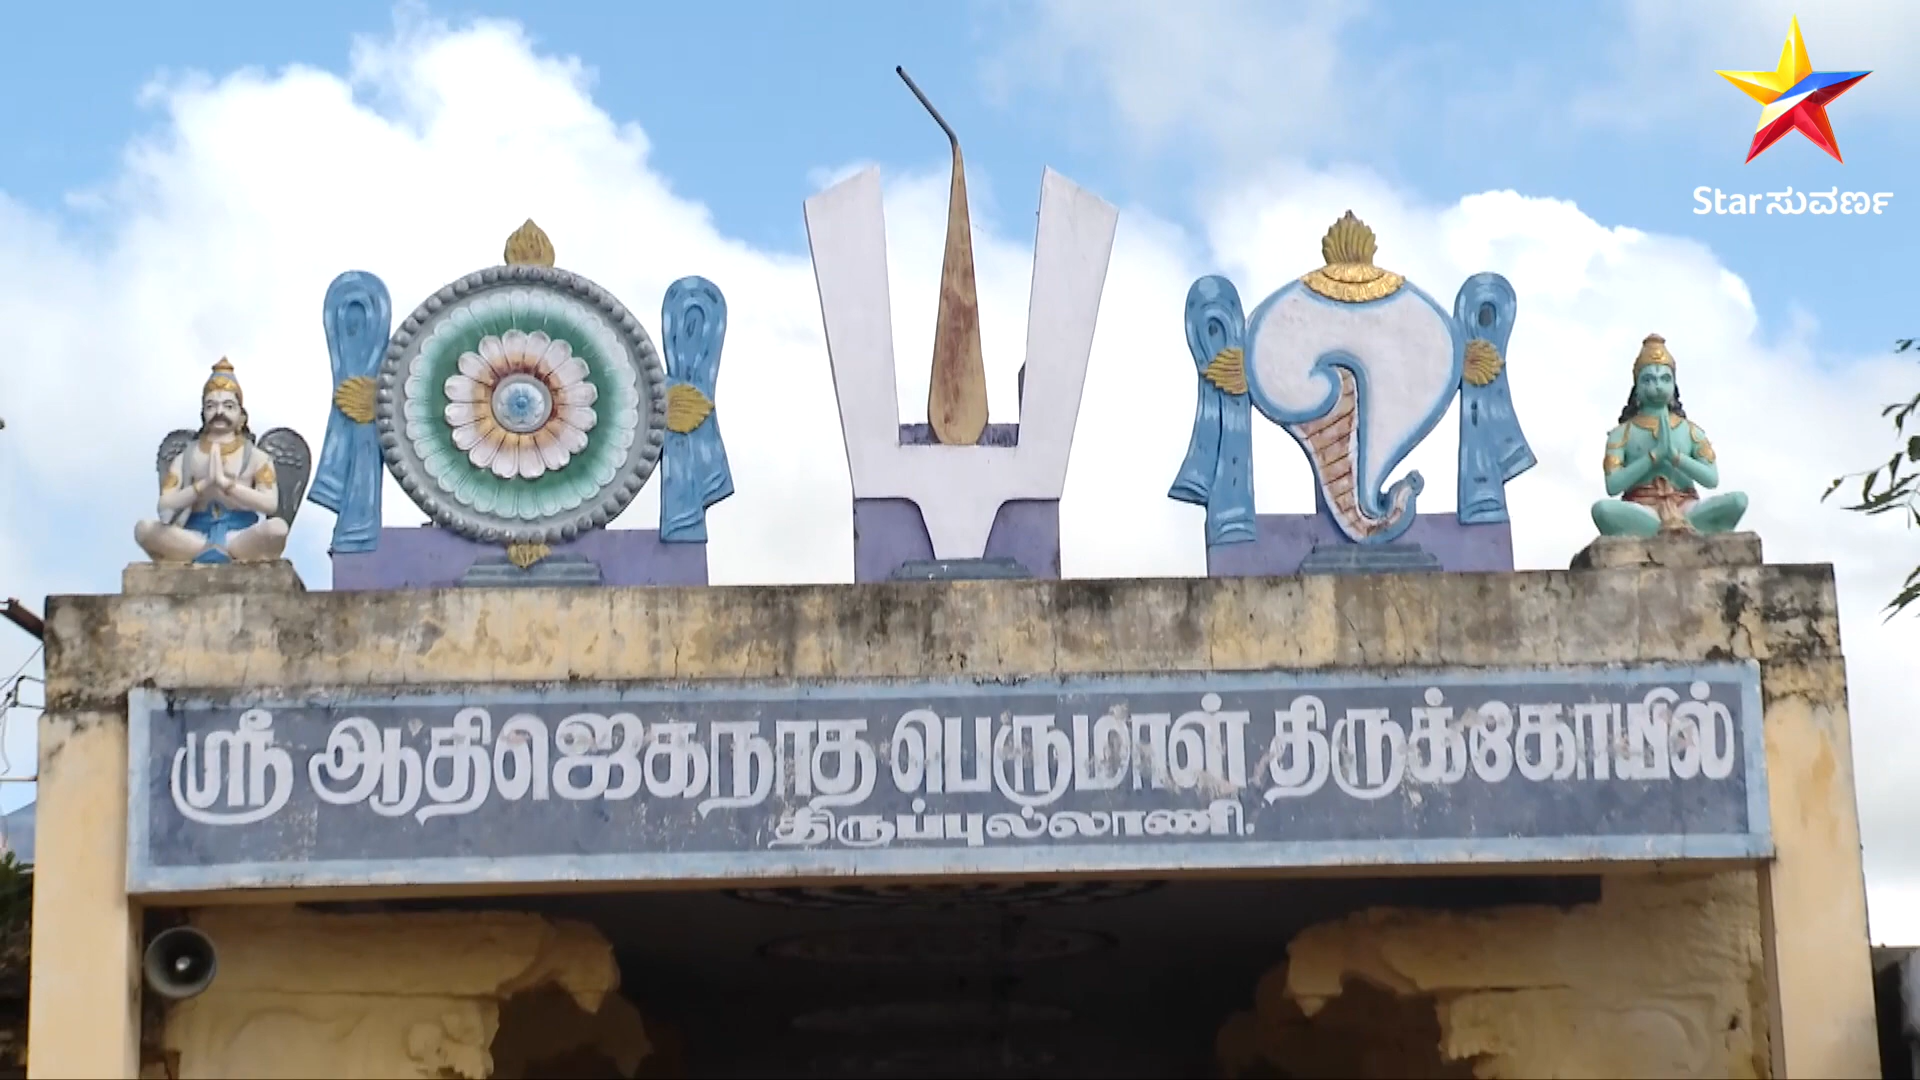 Starಸುವರ್ಣ
ஸ்ரீ ஆதிஜெகநாத பெருமாள் திருக்கோயில்
திருப்புல்லாணி.